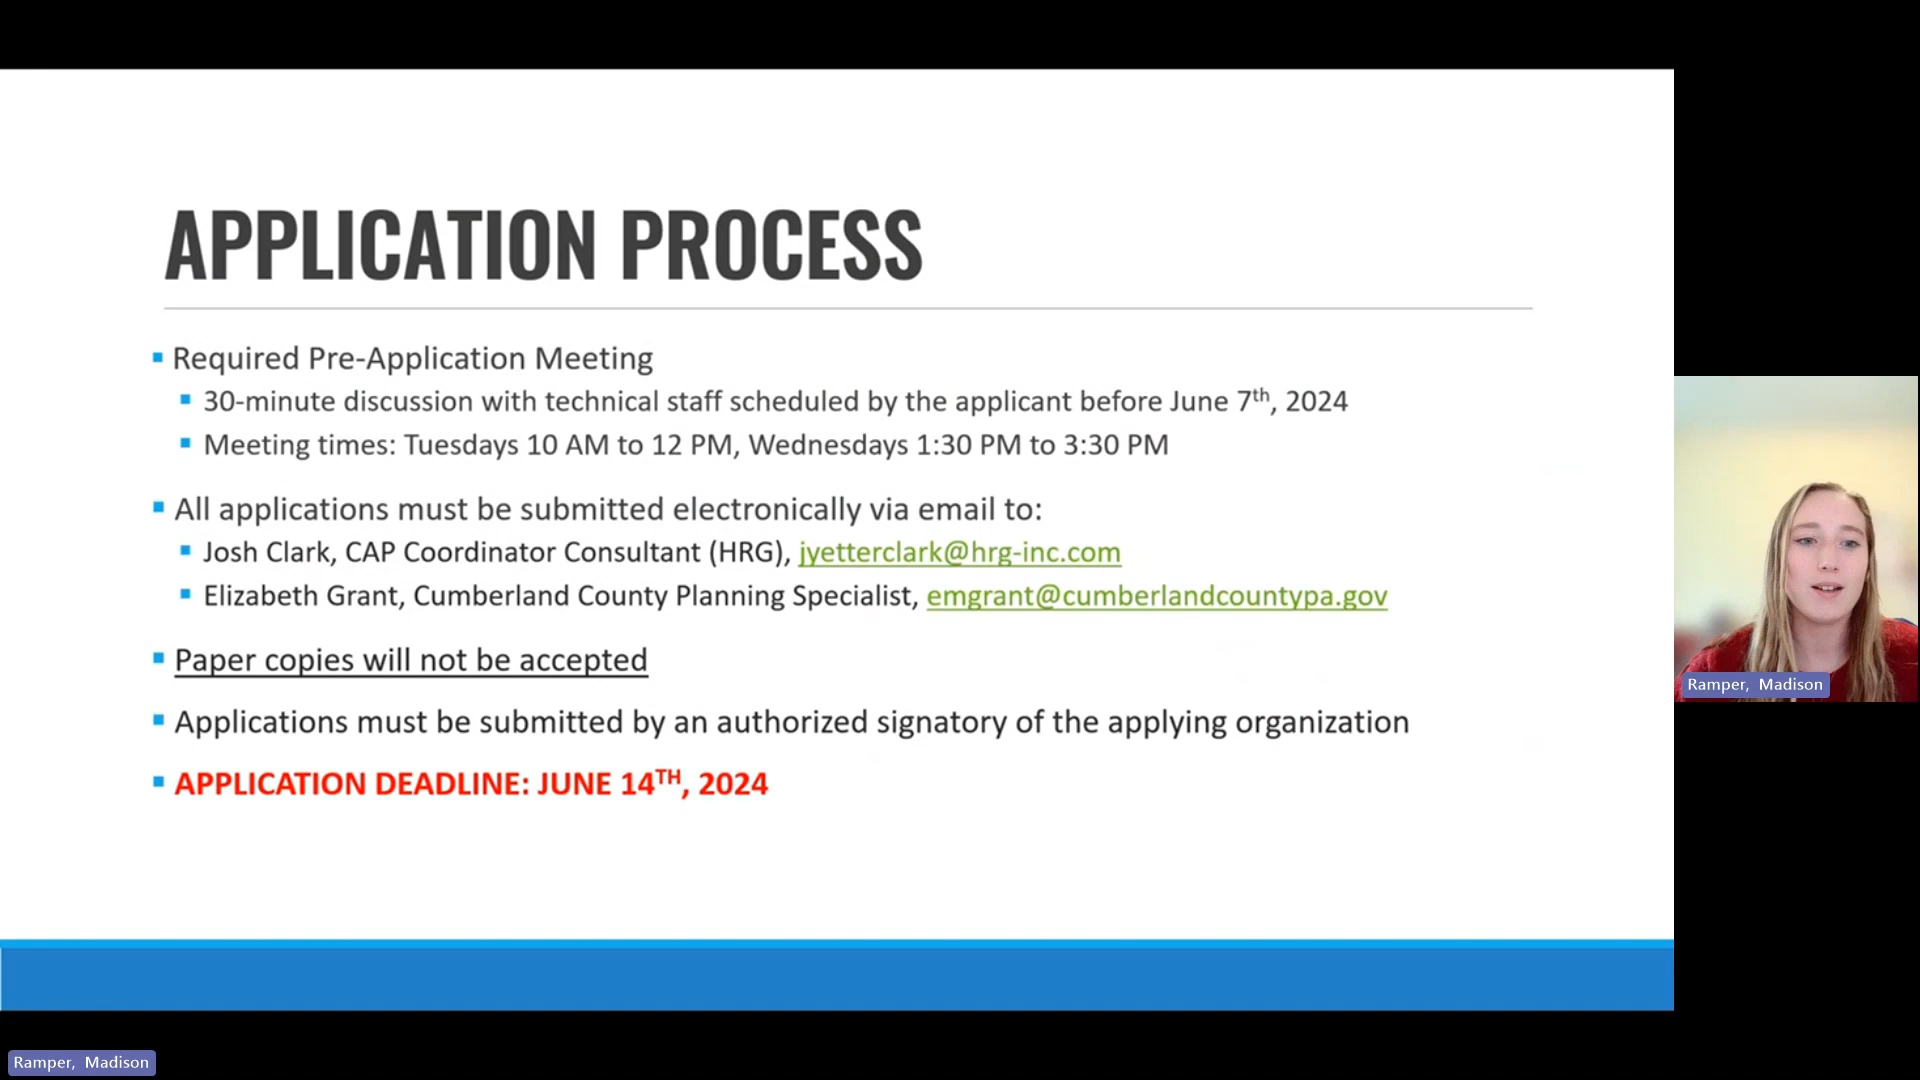 APPLICATION PROCESS
Required Pre-Application Meeting
30-minute discussion with technical staff scheduled by the applicant before June 7th, 2024
Meeting times: Tuesdays 10 AM to 12 PM, Wednesdays 1:30 PM to 3:30 PM
All applications must be submitted electronically via email to:
Josh Clark, CAP Coordinator Consultant (HRG), jyetterclark@hrg-inc.com
Elizabeth Grant, Cumberland County Planning Specialist, emgrant@cumberlandcountypa.gov
Paper copies will not be accepted
Applications must be submitted by an authorized signatory of the applying organization
APPLICATION DEADLINE: JUNE 14TH, 2024
Ramper, Madison
Ramper, Madison